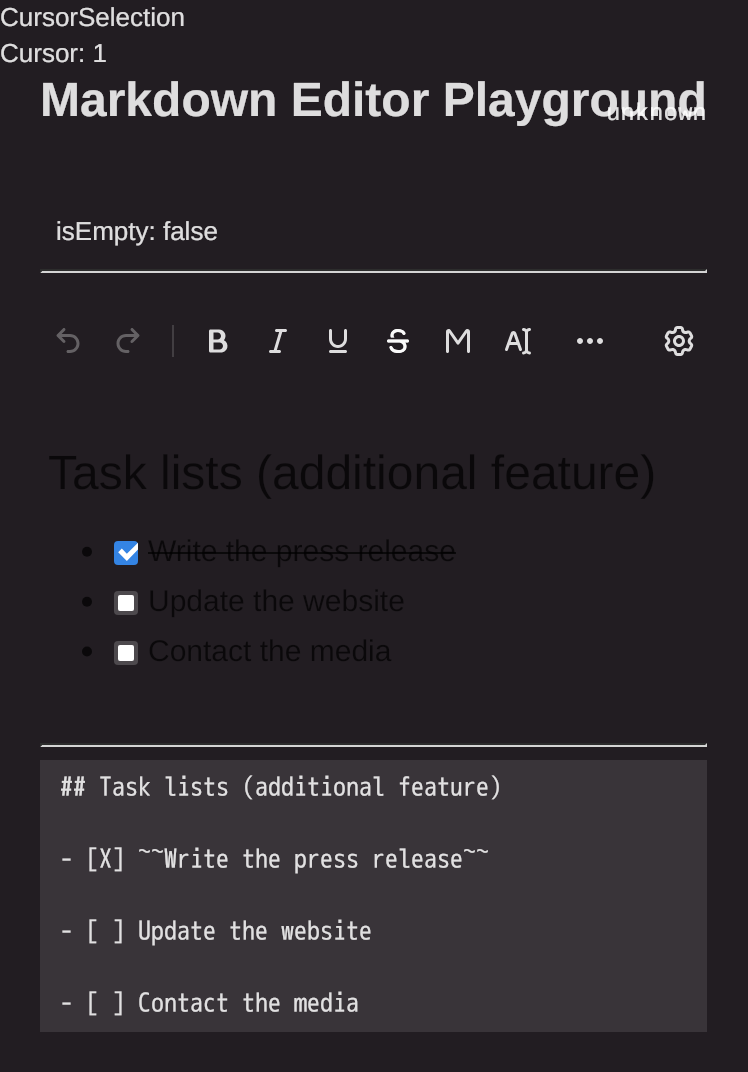 CursorSelection
Cursor: 1
Markdown Editor Playground
unknown
isEmpty: false
B I U S M A
Task lists (additional feature)
Write the press release
Update the website
Contact the media
## Task lists (additional feature)
- [X] ~~Write the press release~~
- [ ] Update the website
- [ ] Contact the media